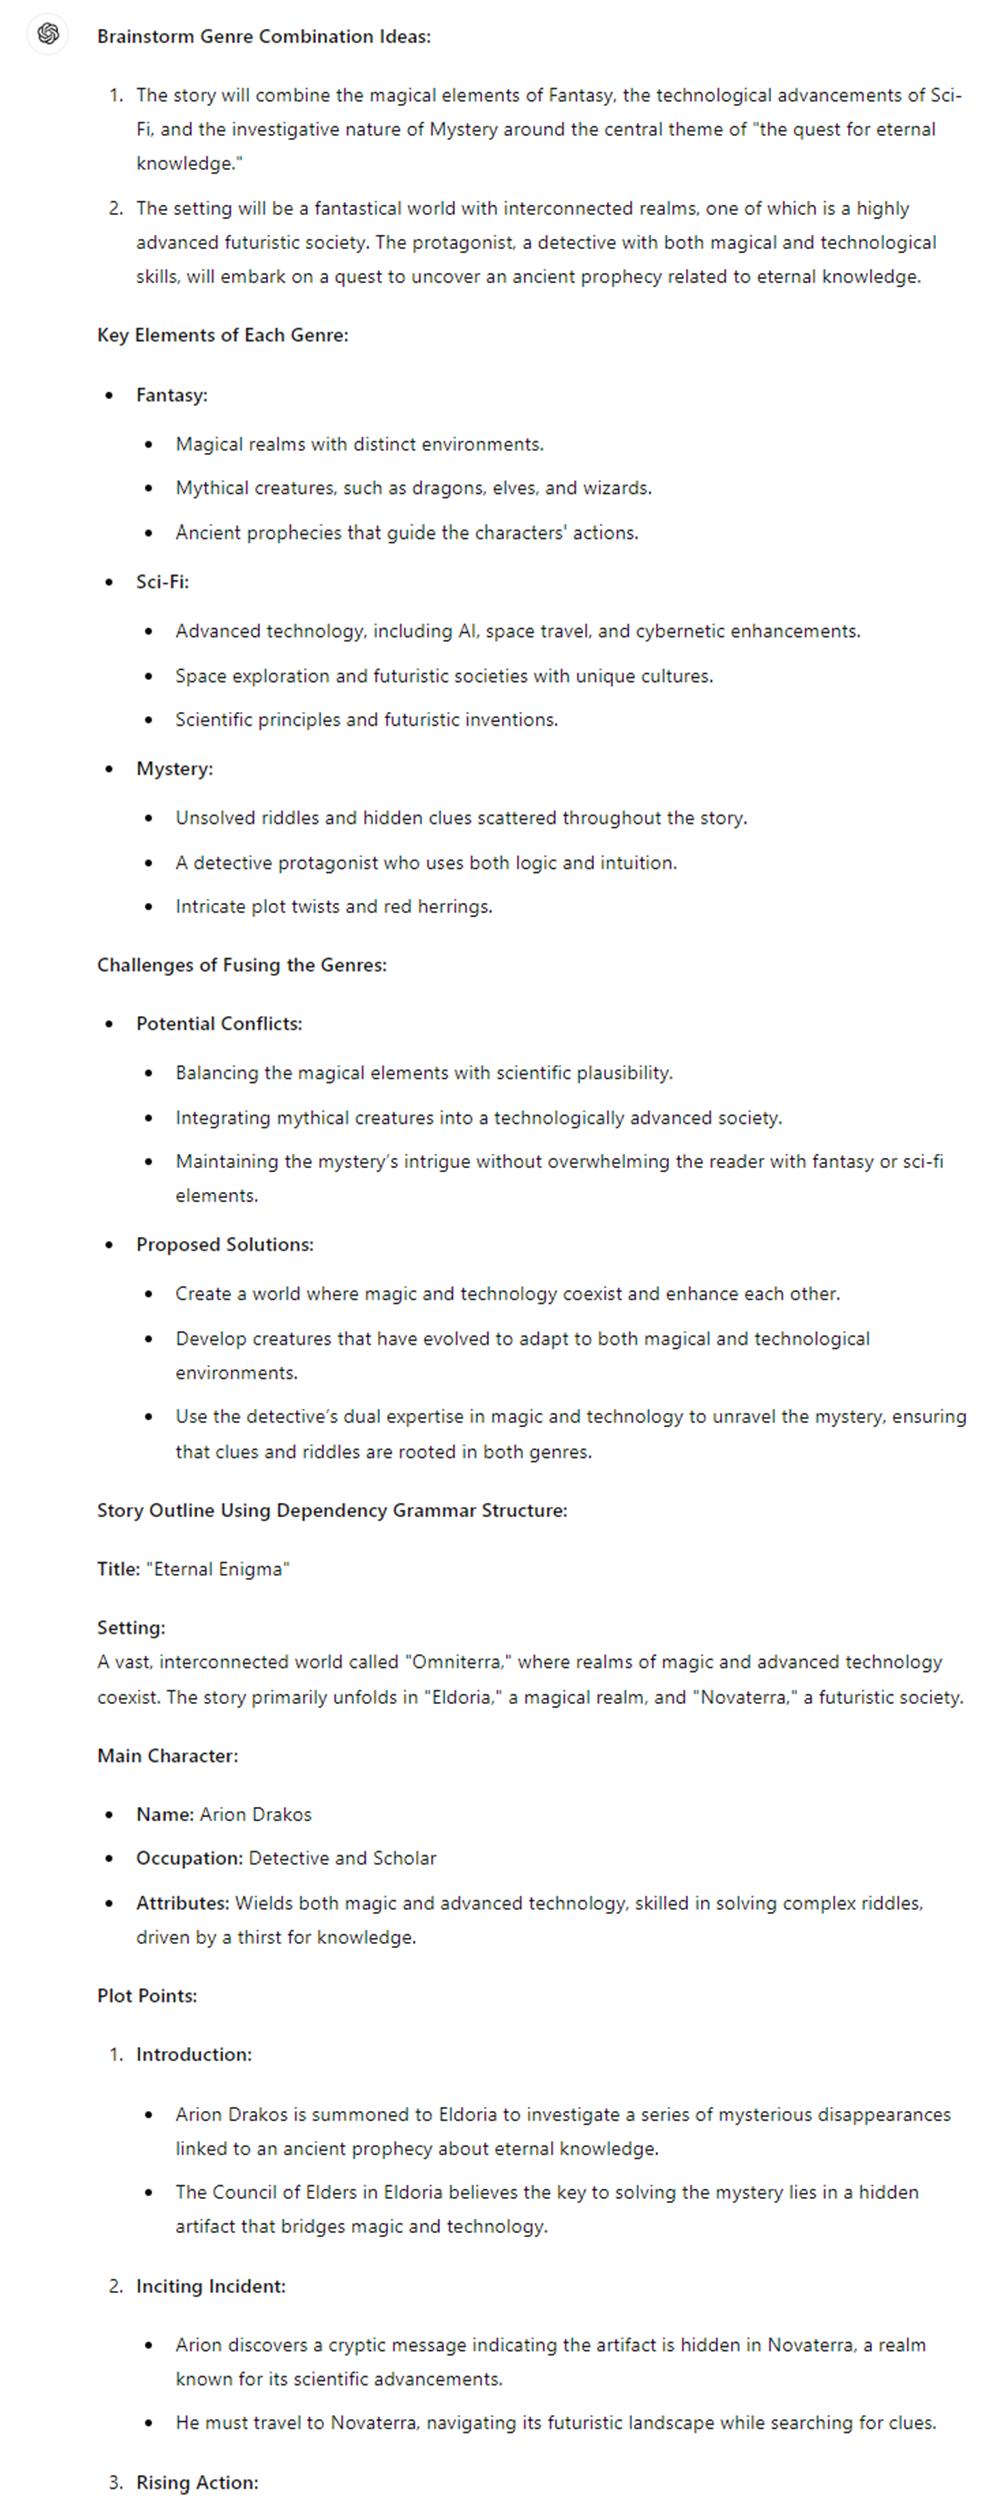 Brainstorm Genre Combination Ideas:
1. The story will combine the magical elements of Fantasy, the technological advancements of Sci-
Fi, and the investigative nature of Mystery around the central theme of "the quest for eternal
knowledge."
2. The setting will be a fantastical world with interconnected realms, one of which is a highly
advanced futuristic society. The protagonist, a detective with both magical and technological
skills, will embark on a quest to uncover an ancient prophecy related to eternal knowledge.
Key Elements of Each Genre:
• Fantasy:
• Magical realms with distinct environments.
• Mythical creatures, such as dragons, elves, and wizards.
• Ancient prophecies that guide the characters' actions.
• Sci-Fi:
• Advanced technology, including AI, space travel, and cybernetic enhancements.
• Space exploration and futuristic societies with unique cultures.
• Scientific principles and futuristic inventions.
• Mystery:
• Unsolved riddles and hidden clues scattered throughout the story.
• A detective protagonist who uses both logic and intuition.
• Intricate plot twists and red herrings.
Challenges of Fusing the Genres:
• Potential Conflicts:
• Balancing the magical elements with scientific plausibility.
• Integrating mythical creatures into a technologically advanced society.
• Maintaining the mystery's intrigue without overwhelming the reader with fantasy or sci-fi
elements.
• Proposed Solutions:
• Create a world where magic and technology coexist and enhance each other.
• Develop creatures that have evolved to adapt to both magical and technological
environments.
• Use the detective's dual expertise in magic and technology to unravel the mystery, ensuring
that clues and riddles are rooted in both genres.
Story Outline Using Dependency Grammar Structure:
Title: "Eternal Enigma"
Setting:
A vast, interconnected world called "Omniterra," where realms of magic and advanced technology
coexist. The story primarily unfolds in "Eldoria," a magical realm, and "Novaterra," a futuristic society.
Main Character:
• Name: Arion Drakos
• Occupation: Detective and Scholar
• Attributes: Wields both magic and advanced technology, skilled in solving complex riddles,
driven by a thirst for knowledge.
Plot Points:
1. Introduction:
• Arion Drakos is summoned to Eldoria to investigate a series of mysterious disappearances
linked to an ancient prophecy about eternal knowledge.
• The Council of Elders in Eldoria believes the key to solving the mystery lies in a hidden
artifact that bridges magic and technology.
2. Inciting Incident:
• Arion discovers a cryptic message indicating the artifact is hidden in Novaterra, a realm
known for its scientific advancements.
• He must travel to Novaterra, navigating its futuristic landscape while searching for clues.
3. Rising Action: